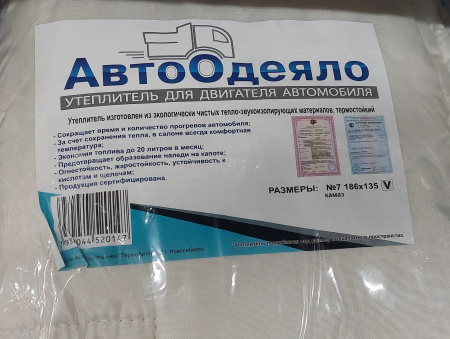 АвтоОдеяло
УТЕПЛИТЕЛЬ ДЛЯ ДВИГАТЕЛЯ АВТОМОБИЛЯ
Утеплитель изготовлен из экологически чистых тепло-звукоизолирующих материалов, термостойкий
- Сокращает время и количество прогревов автомобиля;
- За счет сохранения тепла, в салоне всегда комфортная
температура;
- Экономия топлива до 20 литров в месяц;
- Предотвращает образование наледи на капоте;
- Огнестойкость, жаростойкость, устойчивость к
кислотам и щелочам;
- Продукция сертифицирована.
РАЗМЕРЫ: №7 186x135 V
камаз